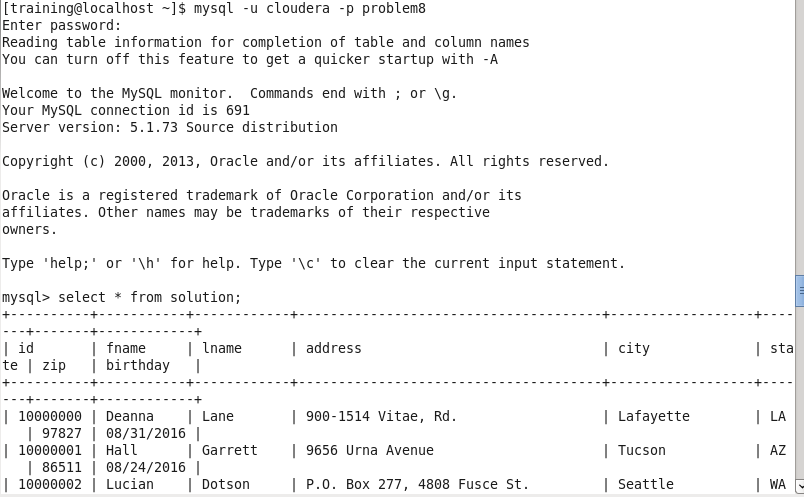 [training@localhost ~]$ mysql -u cloudera -p problem8
Enter password:
Reading table information for completion of table and column names
You can turn off this feature to get a quicker startup with -A

Welcome to the MySQL monitor.  Commands end with ; or \g.
Your MySQL connection id is 691
Server version: 5.1.73 Source distribution

Copyright (c) 2000, 2013, Oracle and/or its affiliates. All rights reserved.

Oracle is a registered trademark of Oracle Corporation and/or its
affiliates. Other names may be trademarks of their respective
owners.

Type 'help;' or '\h' for help. Type '\c' to clear the current input statement.

mysql> select * from solution;
+----------+-----------+------------+--------------------------------------+------------------+----
---+-------+------------+
| id       | fname     | lname      | address                              | city             | sta
te | zip   | birthday   |
+----------+-----------+------------+--------------------------------------+------------------+----
---+-------+------------+
| 10000000 | Deanna    | Lane       | 900-1514 Vitae, Rd.                  | Lafayette        | LA
   | 97827 | 08/31/2016 |
| 10000001 | Hall      | Garrett    | 9656 Urna Avenue                     | Tucson           | AZ
   | 86511 | 08/24/2016 |
| 10000002 | Lucian    | Dotson     | P.O. Box 277, 4808 Fusce St.         | Seattle          | WA